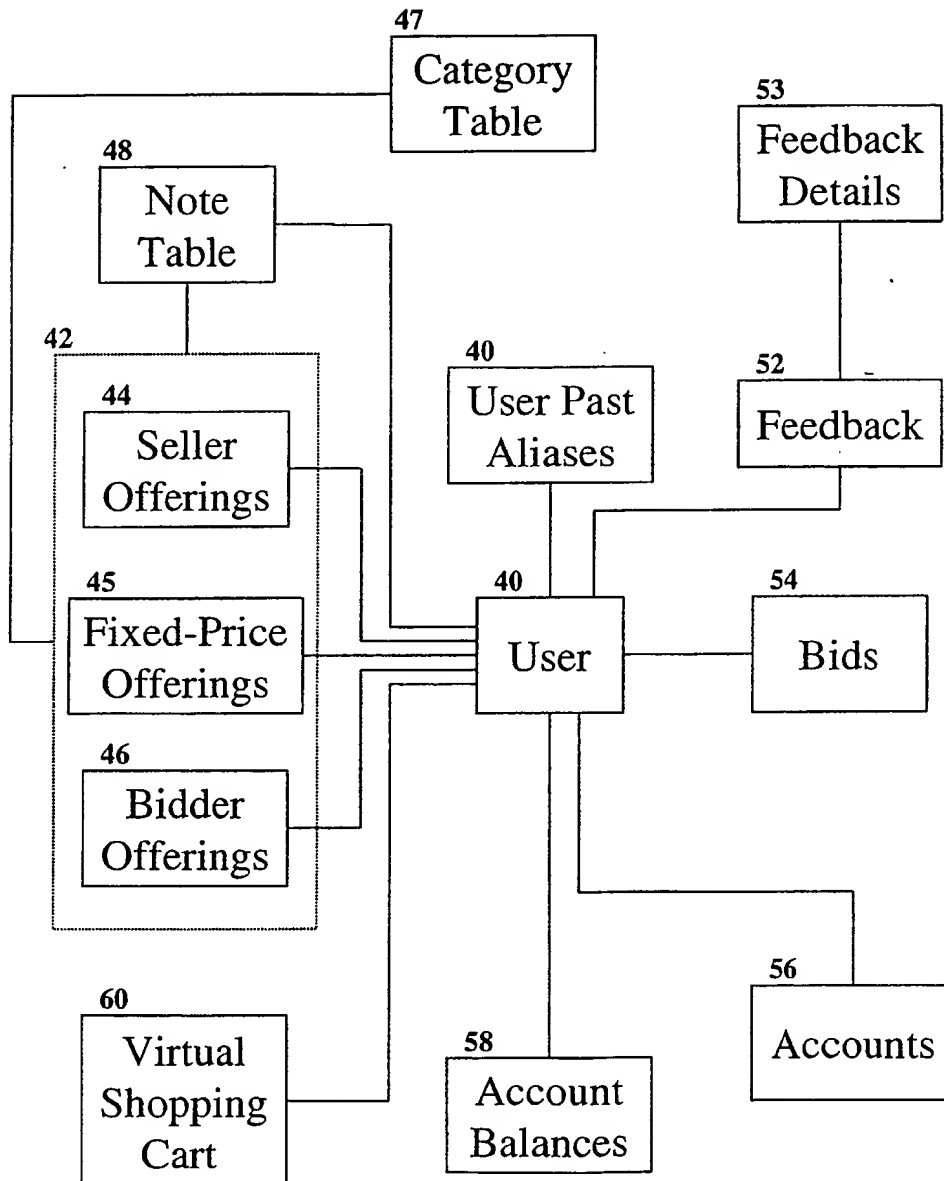 47
Category
Table
53
Feedback
Details
48
Note
Table
42
44
Seller
Offerings
40
User Past
Aliases
52
Feedback
45
Fixed-Price
Offerings
40
User
54
Bids
46
Bidder
Offerings
60
Virtual
Shopping
Cart
58
Account
Balances
56
Accounts